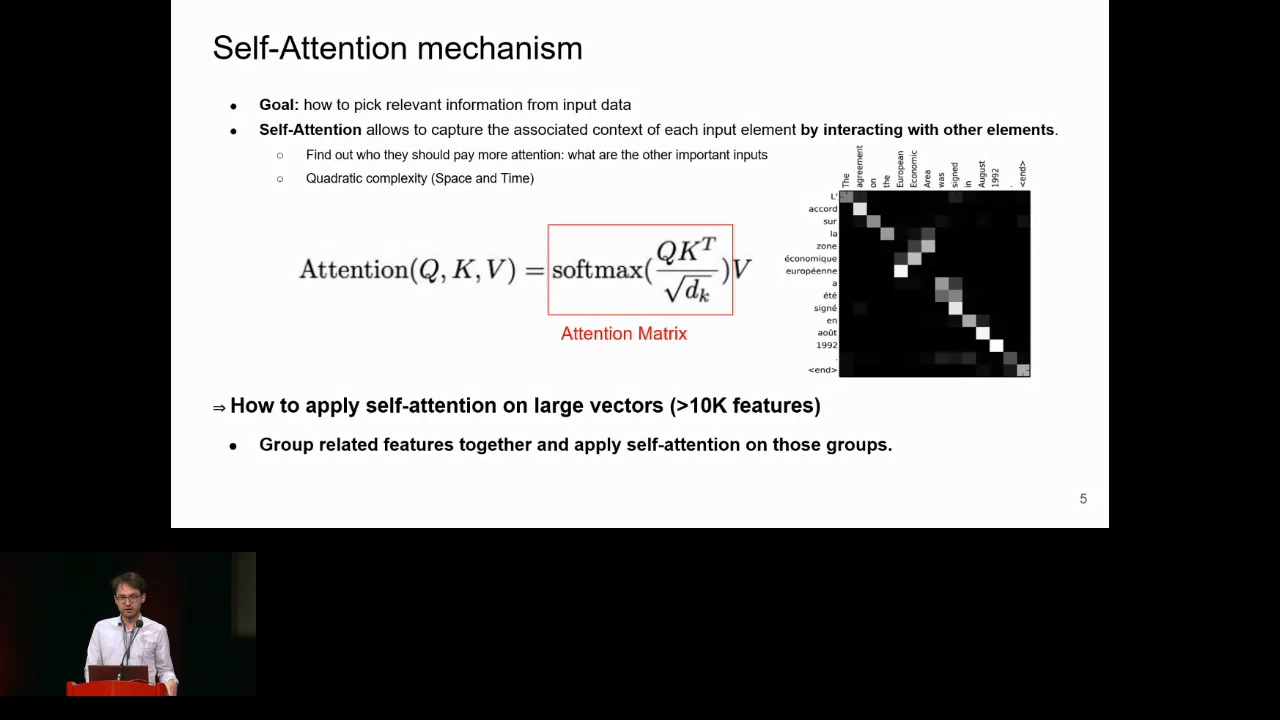 Self-Attention mechanism
● Goal: how to pick relevant information from input data
● Self-Attention allows to capture the associated context of each input element by interacting with other elements.
○ Find out who they should pay more attention: what are the other important inputs
○ Quadratic complexity (Space and Time)
The agreement on the European Economic Area was signed in August 1992 . <end>
L'
accord
sur
la
zone
économique
européenne
a
été
signé
en
août
1992
.
<end>
Attention(Q, K, V) = softmax(QK^T / √d_k)V
Attention Matrix
⇒ How to apply self-attention on large vectors (>10K features)
● Group related features together and apply self-attention on those groups.
5